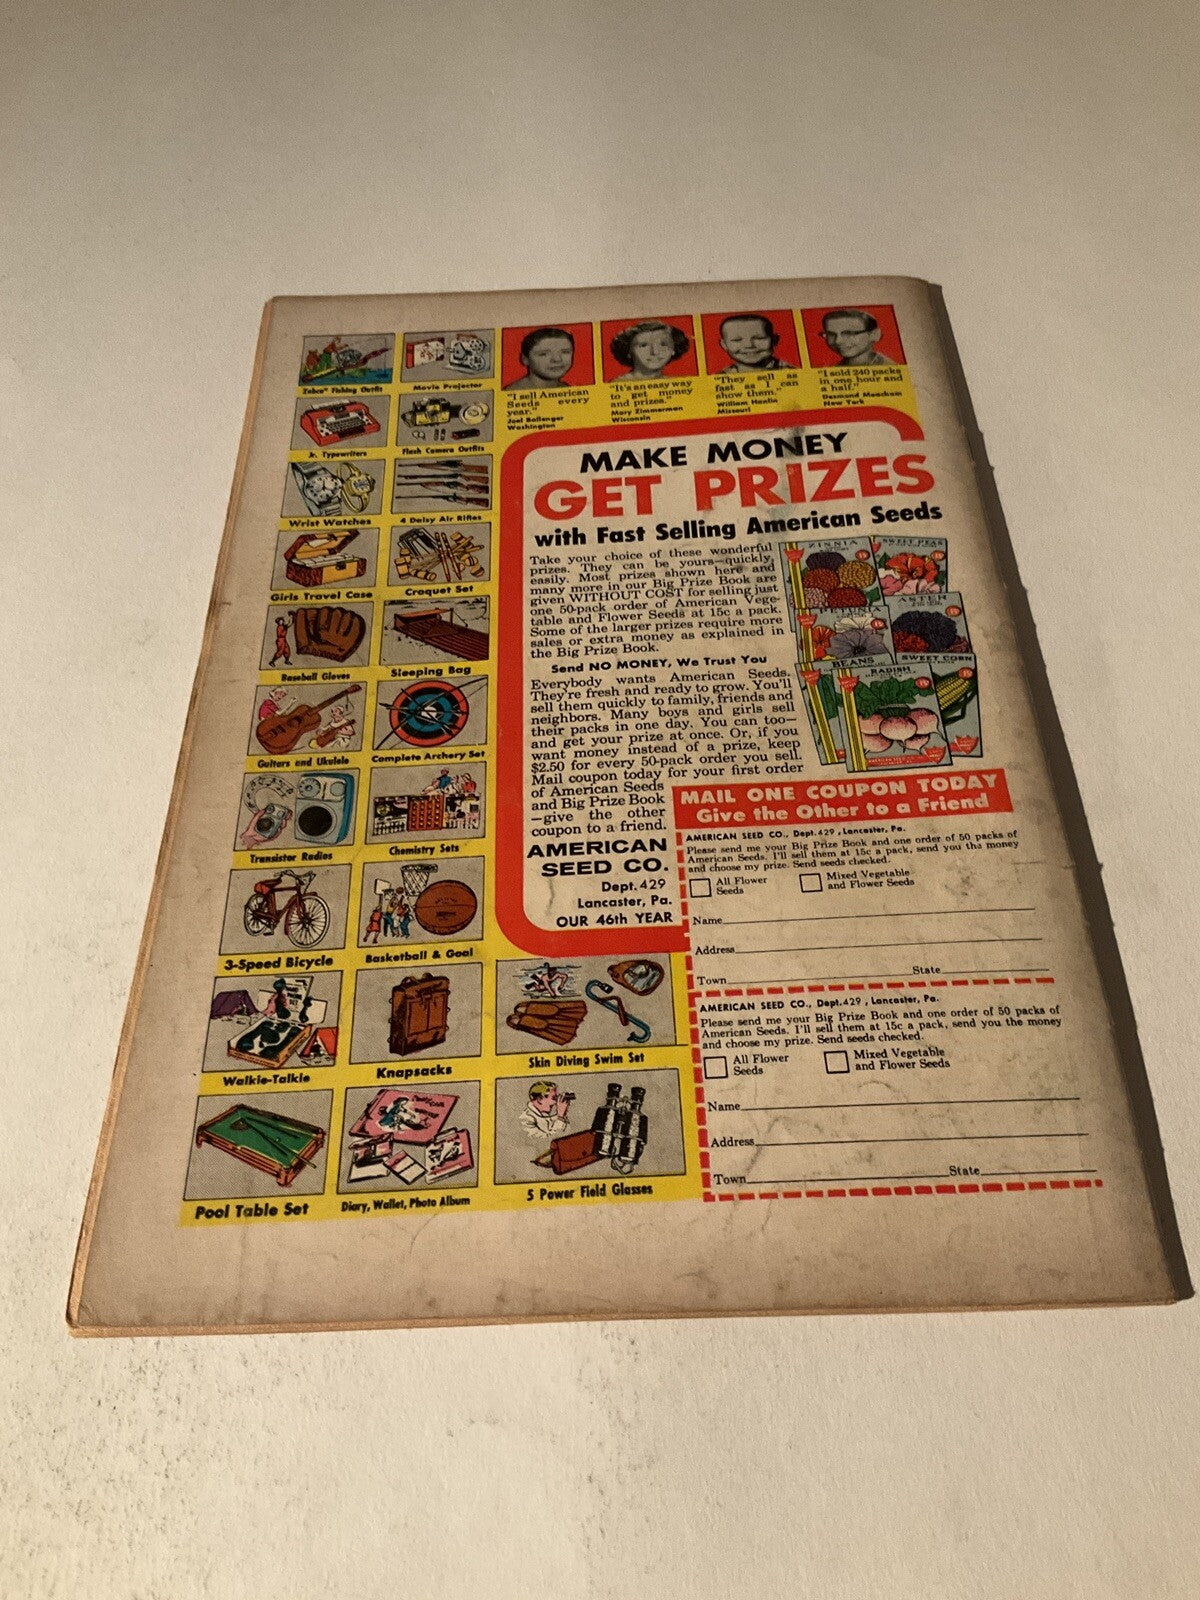 Zebco® Fishing Outfit
Movie Projector
Jr. Typewriters
Flash Camera Outfits
Wrist Watches
4 Daisy Air Rifles
Girls Travel Case
Croquet Set
Baseball Gloves
Sleeping Bag
Guitars and Ukulele
Complete Archery Set
Transistor Radios
Chemistry Sets
3-Speed Bicycle
Basketball & Goal
Walkie-Talkie
Knapsacks
Skin Diving Swim Set
Pool Table Set
Diary, Wallet, Photo Album
5 Power Field Glasses
"I sell American
Seeds every
year."
Joel Bollenger
Washington
"It's an easy way
to get money
and prizes."
Mary Zimmerman
Wisconsin
"They sell as
fast as I can
show them."
William Hanlin
Missouri
"I sold 240 packs
in one hour and
a half."
Desmond Meacham
New York
MAKE MONEY
GET PRIZES
with Fast Selling American Seeds
Take your choice of these wonderful
prizes. They can be yours—quickly,
easily. Most prizes shown here and
many more in our Big Prize Book are
given WITHOUT COST for selling just
one 50-pack order of American Vege-
table and Flower Seeds at 15c a pack.
Some of the larger prizes require more
sales or extra money as explained in
the Big Prize Book.
Send NO MONEY, We Trust You
Everybody wants American Seeds.
They're fresh and ready to grow. You'll
sell them quickly to family, friends and
neighbors. Many boys and girls sell
their packs in one day. You can too—
and get your prize at once. Or, if you
want money instead of a prize, keep
$2.50 for every 50-pack order you sell.
Mail coupon today for your first order
of American Seeds
and Big Prize Book
—give the other
coupon to a friend.
AMERICAN
SEED CO.
Dept. 429
Lancaster, Pa.
OUR 46th YEAR
ZINNIA
SWEET PEAS
15¢
PETUNIA
15¢
ASTER
15¢
BEANS
SWEET CORN
RADISH
15¢
MAIL ONE COUPON TODAY
Give the Other to a Friend
AMERICAN SEED CO., Dept. 429, Lancaster, Pa.
Please send me your Big Prize Book and one order of 50 packs of
American Seeds. I'll sell them at 15c a pack, send you the money
and choose my prize. Send seeds checked.
All Flower
Seeds
Mixed Vegetable
and Flower Seeds
Name
Address
Town State
AMERICAN SEED CO., Dept. 429, Lancaster, Pa.
Please send me your Big Prize Book and one order of 50 packs of
American Seeds. I'll sell them at 15c a pack, send you the money
and choose my prize. Send seeds checked.
All Flower
Seeds
Mixed Vegetable
and Flower Seeds
Name
Address
Town State